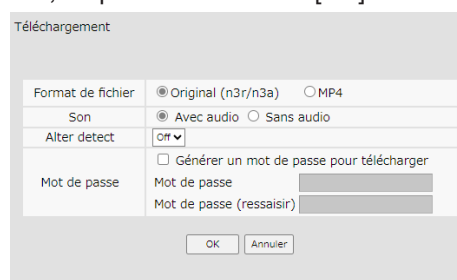 Téléchargement
Format de fichier Original (n3r/n3a) MP4
Son Avec audio Sans audio
Alter detect Off
Générer un mot de passe pour télécharger
Mot de passe Mot de passe
Mot de passe (ressaisir)
OK Annuler